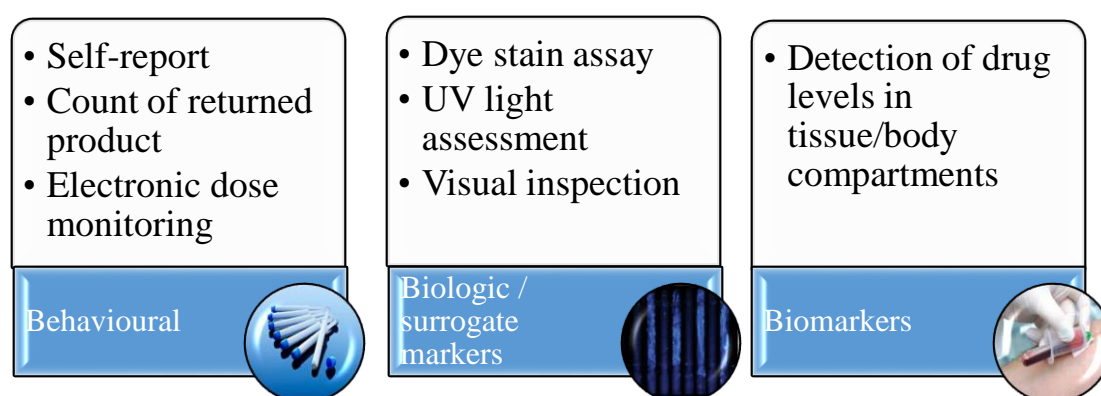 • Self-report
• Count of returned
product
• Electronic dose
monitoring
Behavioural
• Dye stain assay
• UV light
assessment
• Visual inspection
Biologic /
surrogate
markers
• Detection of drug
levels in
tissue/body
compartments
Biomarkers